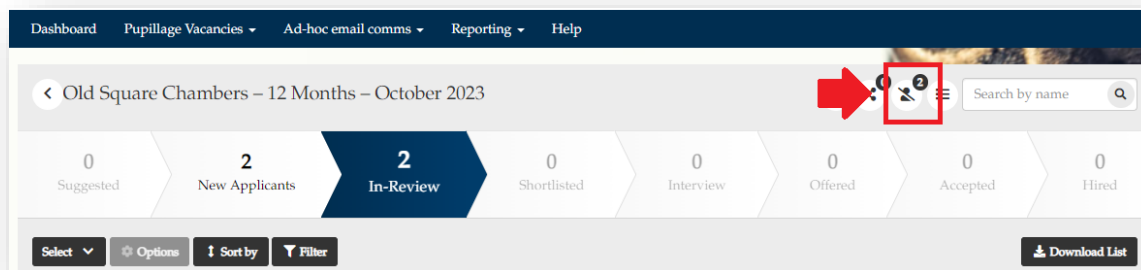 Dashboard Pupillage Vacancies Ad-hoc email comms Reporting Help
Old Square Chambers – 12 Months – October 2023
0 2 Search by name
0 2 2 0 0 0 0 0
Suggested New Applicants In-Review Shortlisted Interview Offered Accepted Hired
Select Options Sort by Filter Download List